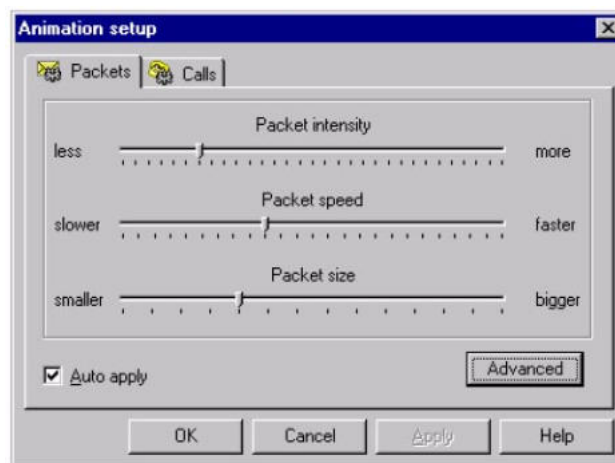 Animation setup
Packets Calls
Packet intensity
less more
Packet speed
slower faster
Packet size
smaller bigger
Auto apply Advanced
OK Cancel Apply Help